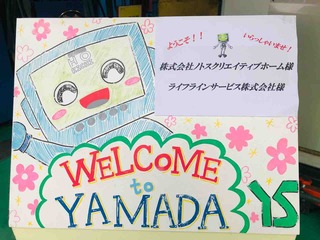 ようこそ！！
いらっしゃいませ！
株式会社ノトスクリエイティブホーム様
ライフラインサービス株式会社様
WELCOME
to
YAMADA
YS